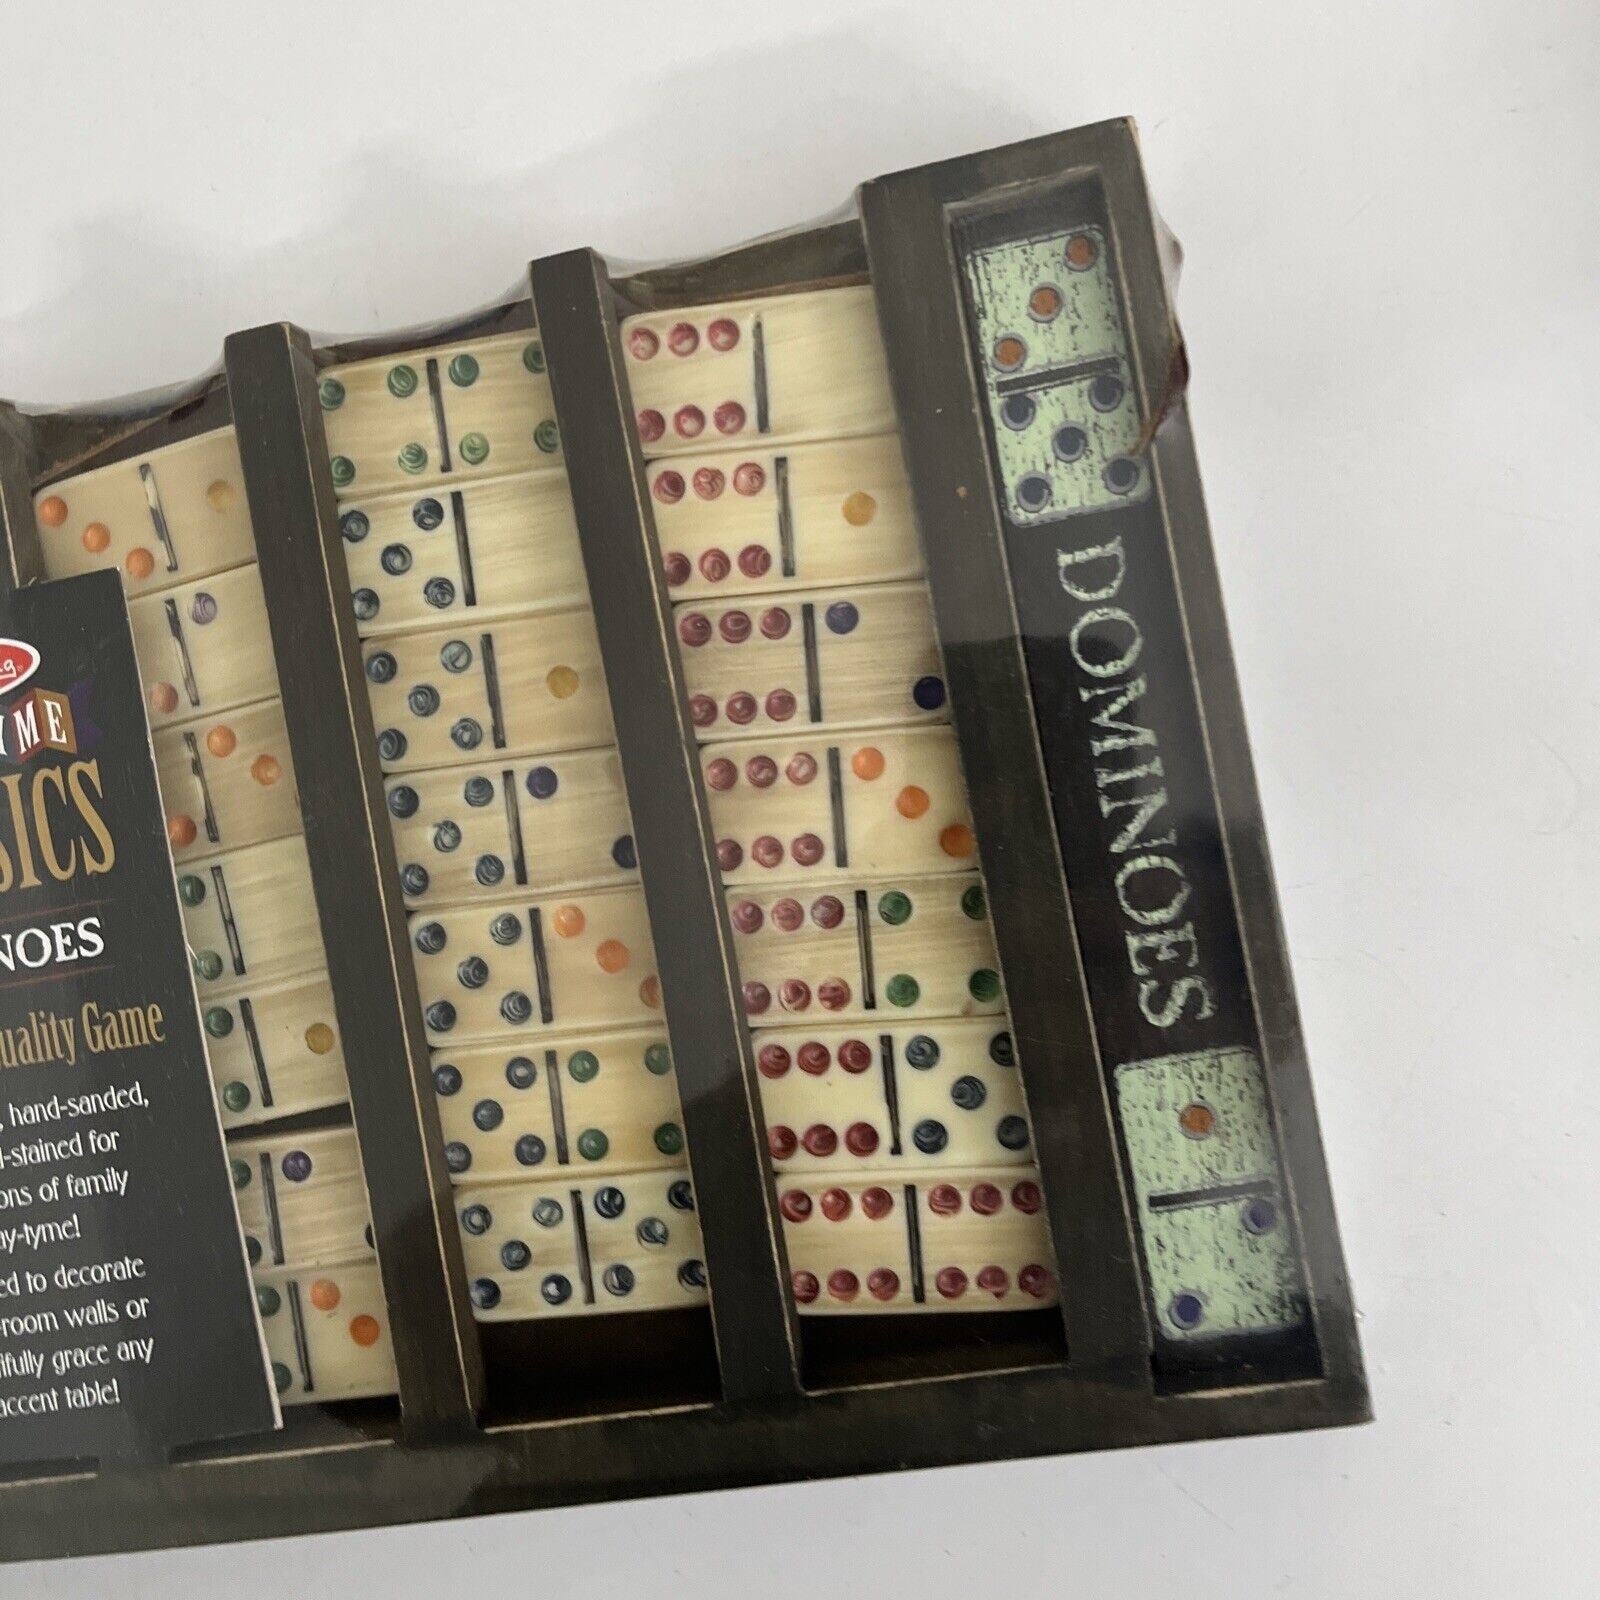 ME
SICS
NOES
uality Game
, hand-sanded,
d-stained for
ons of family
ay-tyme!
ed to decorate
-room walls or
ifully grace any
accent table!
DOMINOES